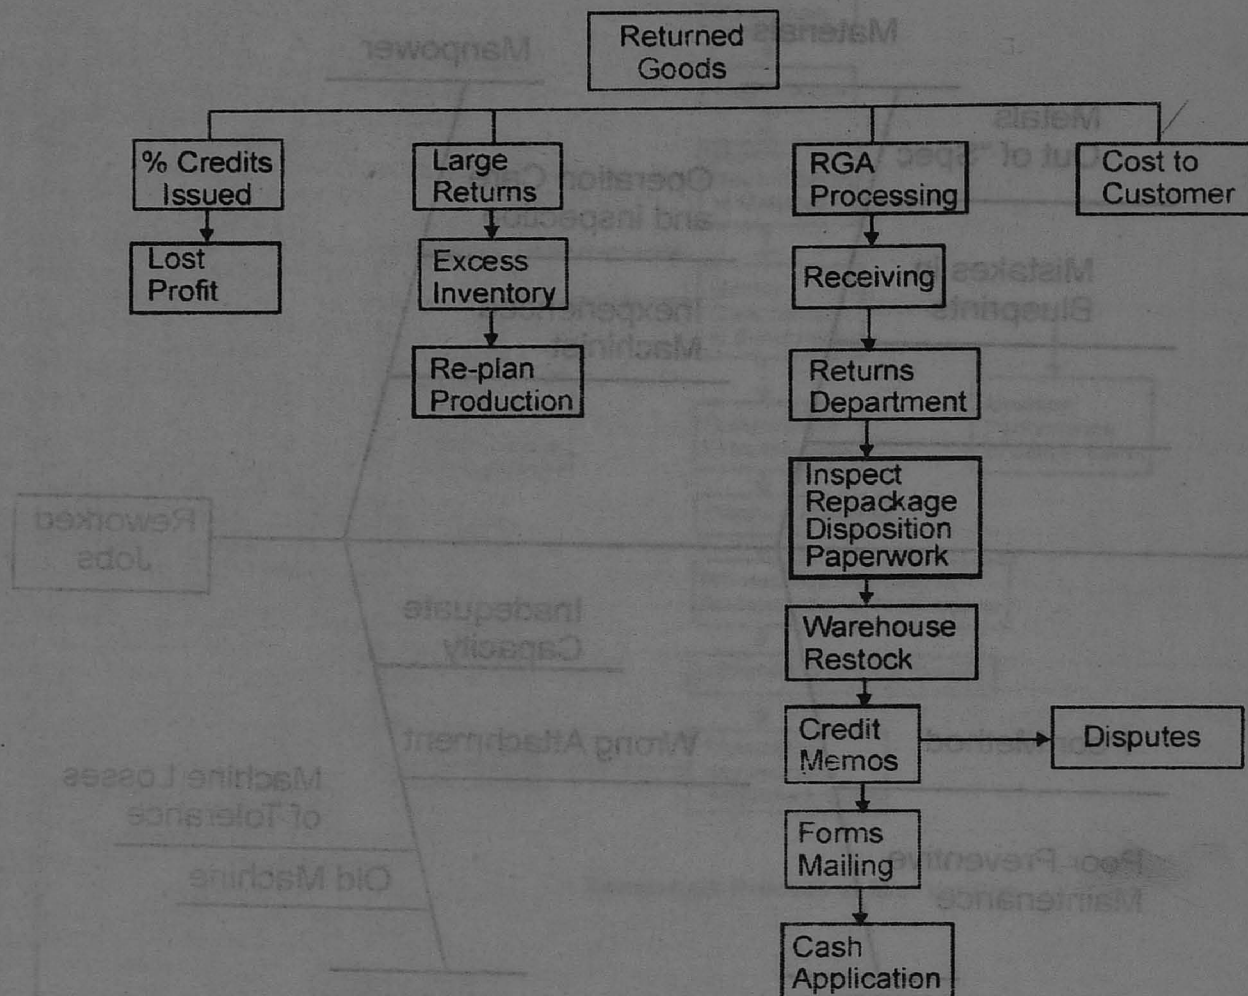 Returned
Goods
% Credits
Issued
Lost
Profit
Large
Returns
Excess
Inventory
Re-plan
Production
RGA
Processing
Receiving
Returns
Department
Inspect
Repackage
Disposition
Paperwork
Warehouse
Restock
Credit
Memos
Disputes
Forms
Mailing
Cash
Application
Cost to
Customer